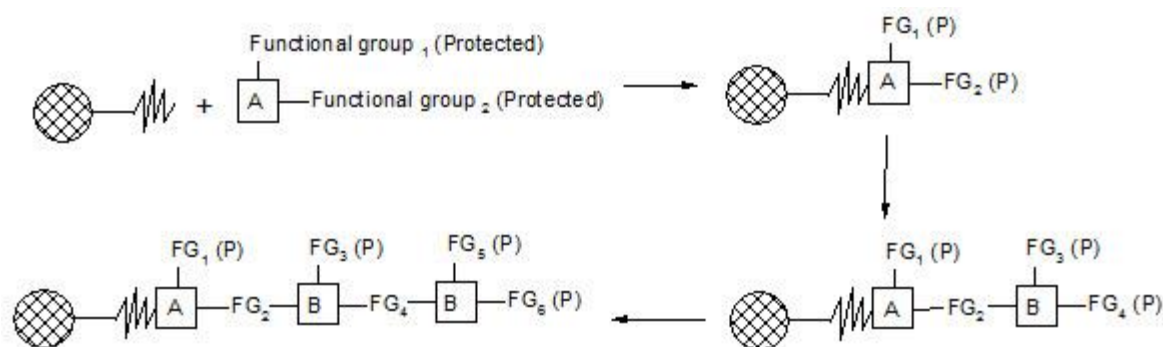 Functional group 1 (Protected)
+ A Functional group 2 (Protected)
FG1 (P)
A FG2 (P)
FG1 (P) FG3 (P) FG5 (P)
A FG2 B FG4 B FG6 (P)
FG1 (P) FG3 (P)
A FG2 B FG4 (P)